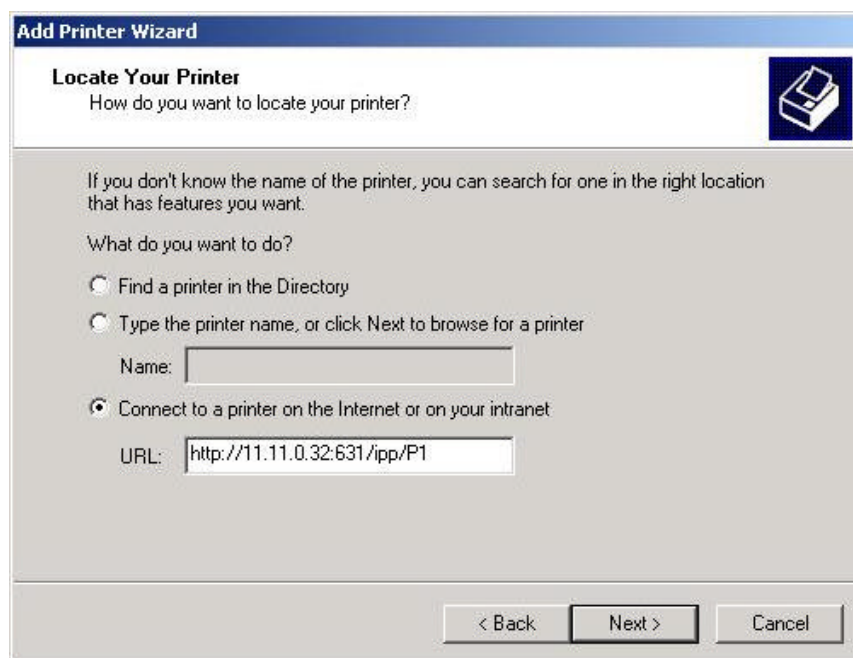 Add Printer Wizard
Locate Your Printer
How do you want to locate your printer?
If you don't know the name of the printer, you can search for one in the right location
that has features you want.
What do you want to do?
Find a printer in the Directory
Type the printer name, or click Next to browse for a printer
Name:
Connect to a printer on the Internet or on your intranet
URL: http://11.11.0.32:631/ipp/P1
< Back Next > Cancel